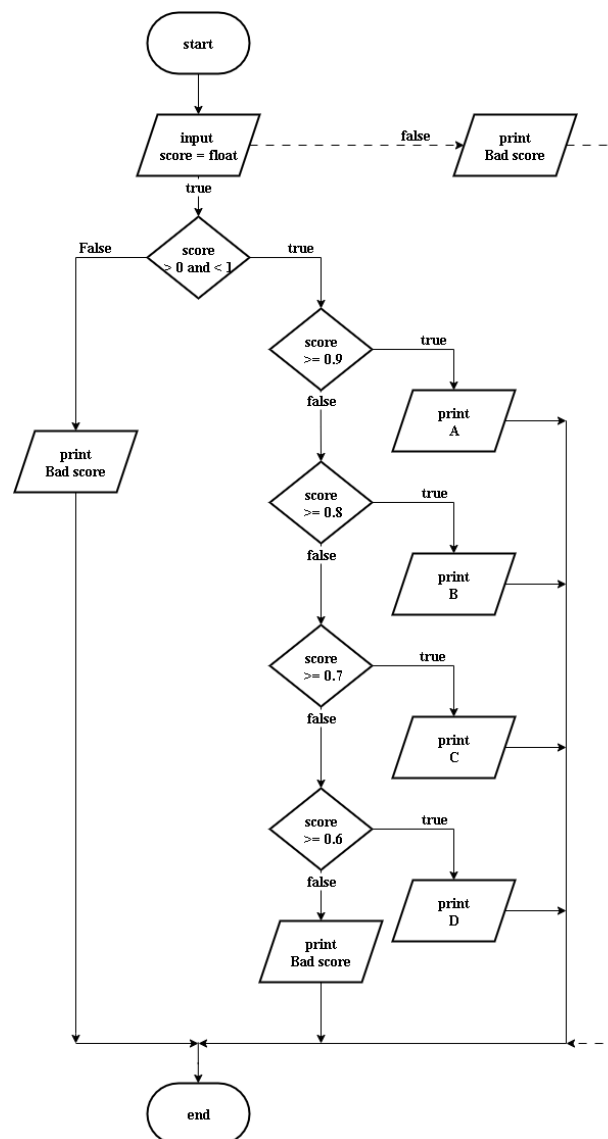 start
input
score = float
false
print
Bad score
true
False
score
> 0 and < 1
true
score
>= 0.9
true
false
print
A
print
Bad score
score
>= 0.8
true
false
print
B
score
>= 0.7
true
false
print
C
score
>= 0.6
true
false
print
D
print
Bad score
end